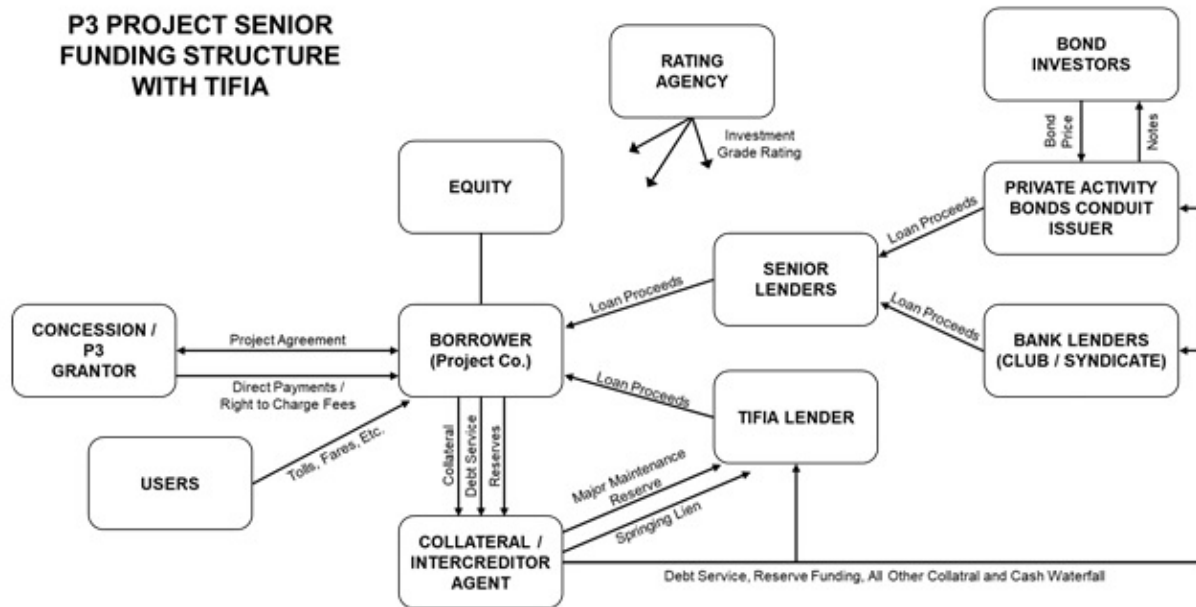 P3 PROJECT SENIOR
FUNDING STRUCTURE
WITH TIFIA
RATING
AGENCY
BOND
INVESTORS
Investment
Grade Rating
Bond
Price
Notes
EQUITY
PRIVATE ACTIVITY
BONDS CONDUIT
ISSUER
Loan Proceeds
SENIOR
LENDERS
Loan Proceeds
Loan Proceeds
CONCESSION /
P3
GRANTOR
Project Agreement
BORROWER
(Project Co.)
BANK LENDERS
(CLUB / SYNDICATE)
Direct Payments /
Right to Charge Fees
Loan Proceeds
TIFIA LENDER
USERS
Tolls, Fares, Etc.
Collateral
Debt Service
Reserves
Major Maintenance
Reserve
Springing Lien
COLLATERAL /
INTERCREDITOR
AGENT
Debt Service, Reserve Funding, All Other Collatral and Cash Waterfall